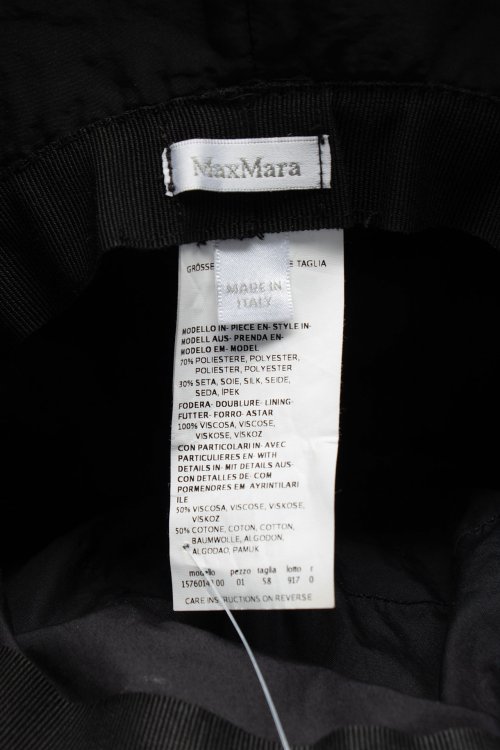 MaxMara
GRÖSSE TAGLIA
MADE IN
ITALY
MODELLO IN- PIECE EN- STYLE IN-
MODELL AUS- PRENDA EN-
MODELO EM- MODEL
70% POLIESTERE, POLYESTER,
POLIESTER, POLYESTER
30% SETA, SOIE, SILK, SEIDE,
SEDA, IPEK
FODERA- DOUBLURE- LINING-
FUTTER- FORRO- ASTAR
100% VISCOSA, VISCOSE,
VISKOSE, VISKOZ
CON PARTICOLARI IN- AVEC
PARTICULIERES EN- WITH
DETAILS IN- MIT DETAILS AUS-
CON DETALLES DE- COM
PORMENORES EM- AYRINTILARI
ILE
50% VISCOSA, VISCOSE, VISKOSE,
VISKOZ
50% COTONE, COTON, COTTON,
BAUMWOLLE, ALGODON,
ALGODAO, PAMUK
modello pezzo taglia lotto r
00 01 58 917 0
CARE INSTRUCTIONS ON REVERSE